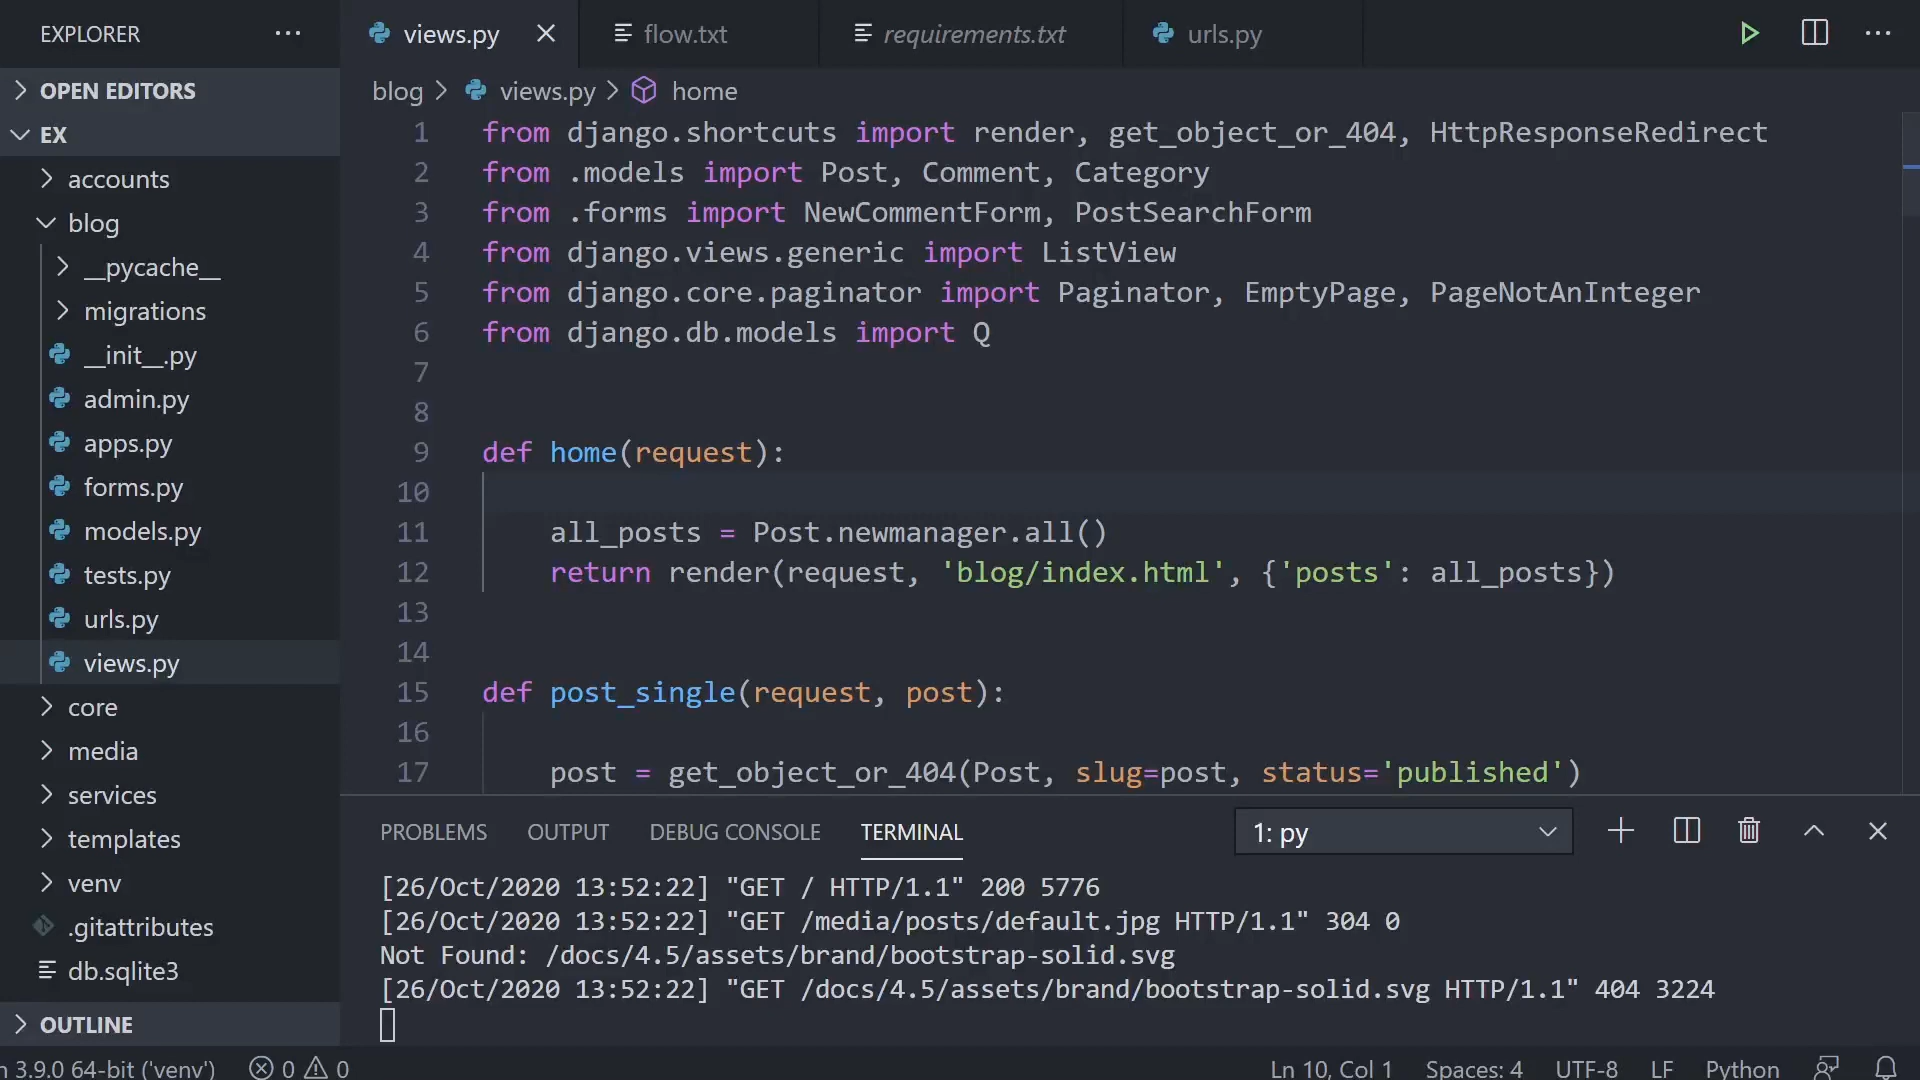 EXPLORER
views.py
flow.txt
requirements.txt
urls.py
OPEN EDITORS
EX
accounts
blog
__pycache__
migrations
__init__.py
admin.py
apps.py
forms.py
models.py
tests.py
urls.py
views.py
core
media
services
templates
venv
.gitattributes
db.sqlite3
OUTLINE
blog > views.py > home
1 from django.shortcuts import render, get_object_or_404, HttpResponseRedirect
2 from .models import Post, Comment, Category
3 from .forms import NewCommentForm, PostSearchForm
4 from django.views.generic import ListView
5 from django.core.paginator import Paginator, EmptyPage, PageNotAnInteger
6 from django.db.models import Q
7
8
9 def home(request):
10
11     all_posts = Post.newmanager.all()
12     return render(request, 'blog/index.html', {'posts': all_posts})
13
14
15 def post_single(request, post):
16
17     post = get_object_or_404(Post, slug=post, status='published')
PROBLEMS OUTPUT DEBUG CONSOLE TERMINAL 1: py
[26/Oct/2020 13:52:22] "GET / HTTP/1.1" 200 5776
[26/Oct/2020 13:52:22] "GET /media/posts/default.jpg HTTP/1.1" 304 0
Not Found: /docs/4.5/assets/brand/bootstrap-solid.svg
[26/Oct/2020 13:52:22] "GET /docs/4.5/assets/brand/bootstrap-solid.svg HTTP/1.1" 404 3224
n 3.9.0 64-bit ('venv') 0 0 Ln 10, Col 1 Spaces: 4 UTF-8 LF Python